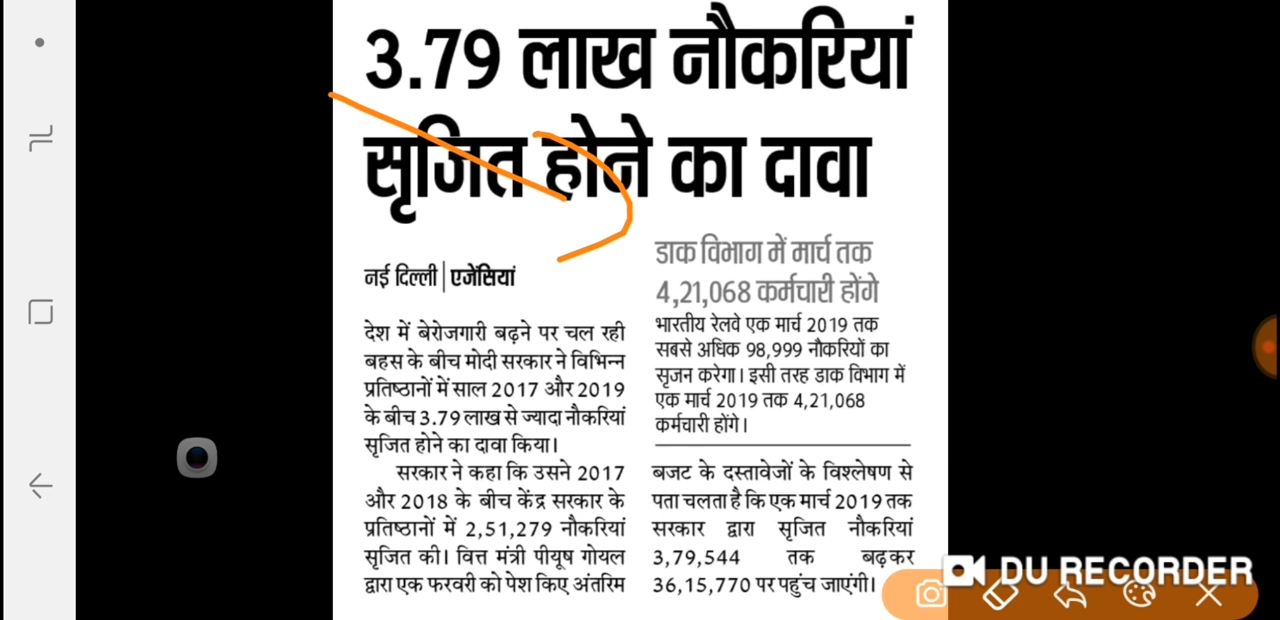 3.79 लाख नौकरियां
सृजित होने का दावा
नई दिल्ली | एजेंसियां
देश में बेरोजगारी बढ़ने पर चल रही
बहस के बीच मोदी सरकार ने विभिन्न
प्रतिष्ठानों में साल 2017 और 2019
के बीच 3.79 लाख से ज्यादा नौकरियां
सृजित होने का दावा किया।
सरकार ने कहा कि उसने 2017
और 2018 के बीच केंद्र सरकार के
प्रतिष्ठानों में 2,51,279 नौकरियां
सृजित की। वित्त मंत्री पीयूष गोयल
द्वारा एक फरवरी को पेश किए अंतरिम
डाक विभाग में मार्च तक
4,21,068 कर्मचारी होंगे
भारतीय रेलवे एक मार्च 2019 तक
सबसे अधिक 98,999 नौकरियों का
सृजन करेगा। इसी तरह डाक विभाग में
एक मार्च 2019 तक 4,21,068
कर्मचारी होंगे।
बजट के दस्तावेजों के विश्लेषण से
पता चलता है कि एक मार्च 2019 तक
सरकार द्वारा सृजित नौकरियां
3,79,544 तक बढ़कर
36,15,770 पर पहुंच जाएंगी।
DU RECORDER